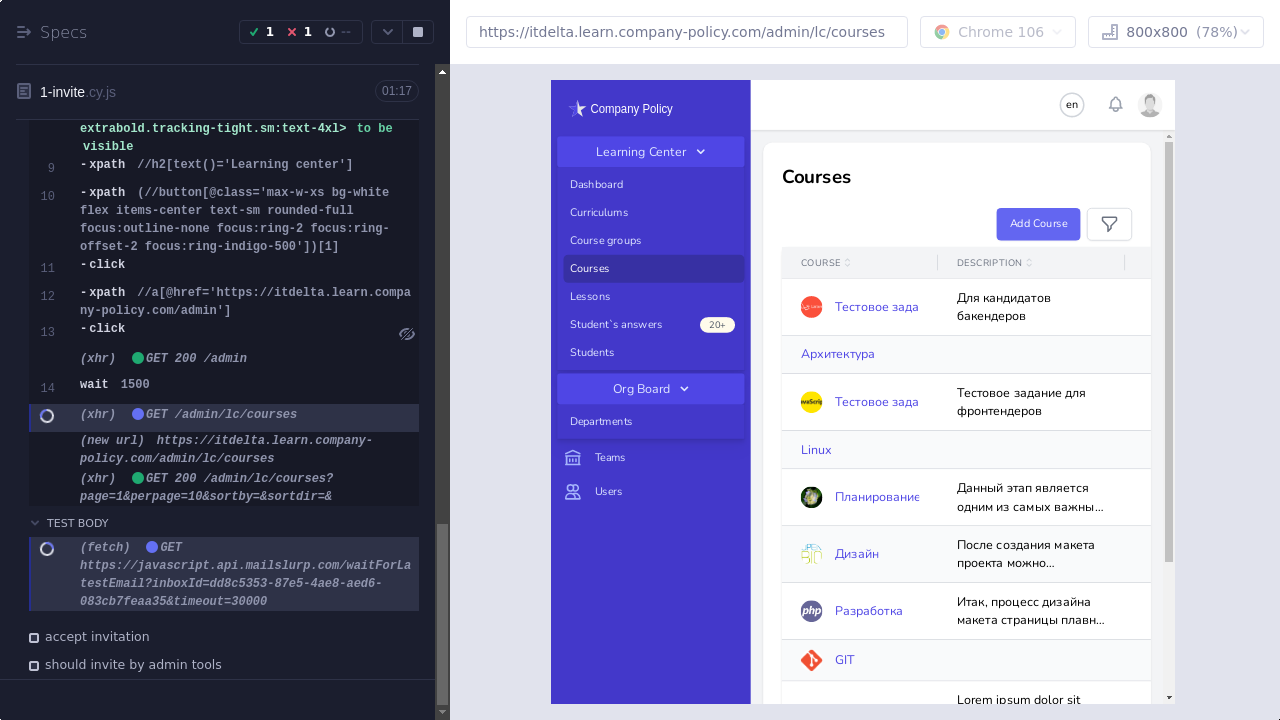 Specs
1
1
--
1-invite.cy.js
01:17
extrabold.tracking-tight.sm:text-4xl> to be
visible
9 -xpath //h2[text()='Learning center']
10 -xpath (//button[@class='max-w-xs bg-white
flex items-center text-sm rounded-full
focus:outline-none focus:ring-2 focus:ring-
offset-2 focus:ring-indigo-500'])[1]
11 -click
12 -xpath //a[@href='https://itdelta.learn.compa
ny-policy.com/admin']
13 -click
(xhr) GET 200 /admin
14 wait 1500
(xhr) GET /admin/lc/courses
(new url) https://itdelta.learn.company-
policy.com/admin/lc/courses
(xhr) GET 200 /admin/lc/courses?
page=1&perpage=10&sortby=&sortdir=&
TEST BODY
(fetch) GET
https://javascript.api.mailslurp.com/waitForLa
testEmail?inboxId=dd8c5353-87e5-4ae8-aed6-
083cb7feaa35&timeout=30000
accept invitation
should invite by admin tools
https://itdelta.learn.company-policy.com/admin/lc/courses
Chrome 106
800x800 (78%)
Company Policy
en
Learning Center
Dashboard
Curriculums
Course groups
Courses
Lessons
Student`s answers 20+
Students
Org Board
Departments
Teams
Users
Courses
Add Course
COURSE
DESCRIPTION
Тестовое зада
Для кандидатов
бакендеров
Архитектура
Тестовое зада
Тестовое задание для
фронтендеров
Linux
Планирование
Данный этап является
одним из самых важны...
Дизайн
После создания макета
проекта можно...
php
Разработка
Итак, процесс дизайна
макета страницы плавн...
GIT
Lorem ipsum dolor sit